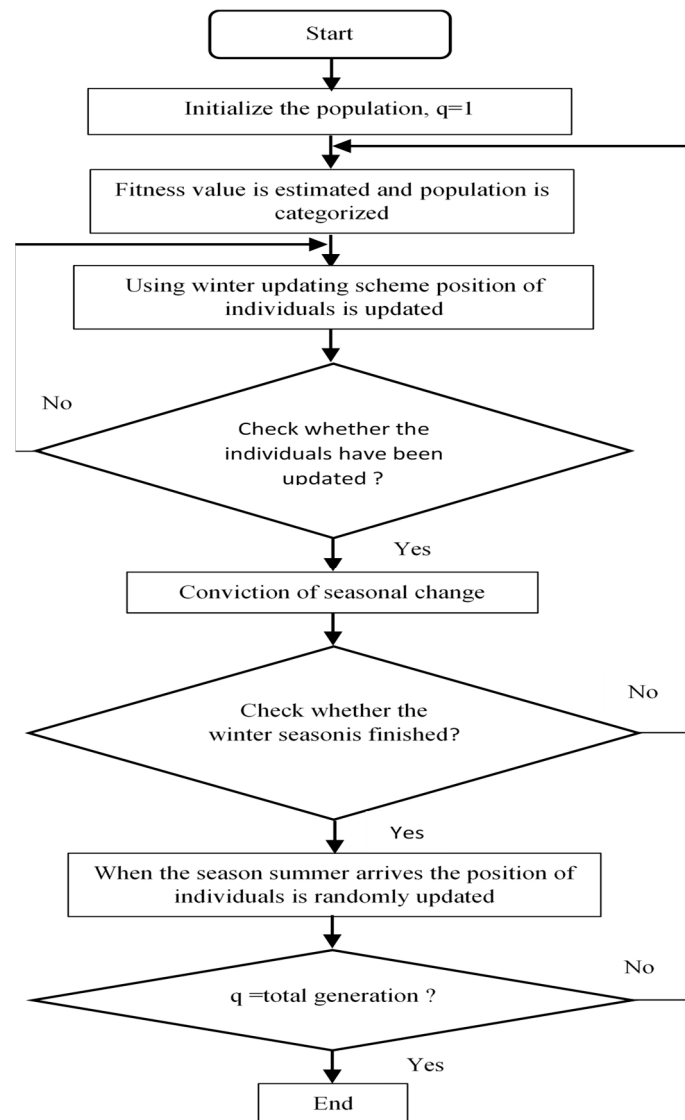 Start
Initialize the population, q=1
Fitness value is estimated and population is
categorized
Using winter updating scheme position of
individuals is updated
No
Check whether the
individuals have been
updated ?
Yes
Conviction of seasonal change
No
Check whether the
winter seasonis finished?
Yes
When the season summer arrives the position of
individuals is randomly updated
No
q =total generation ?
Yes
End